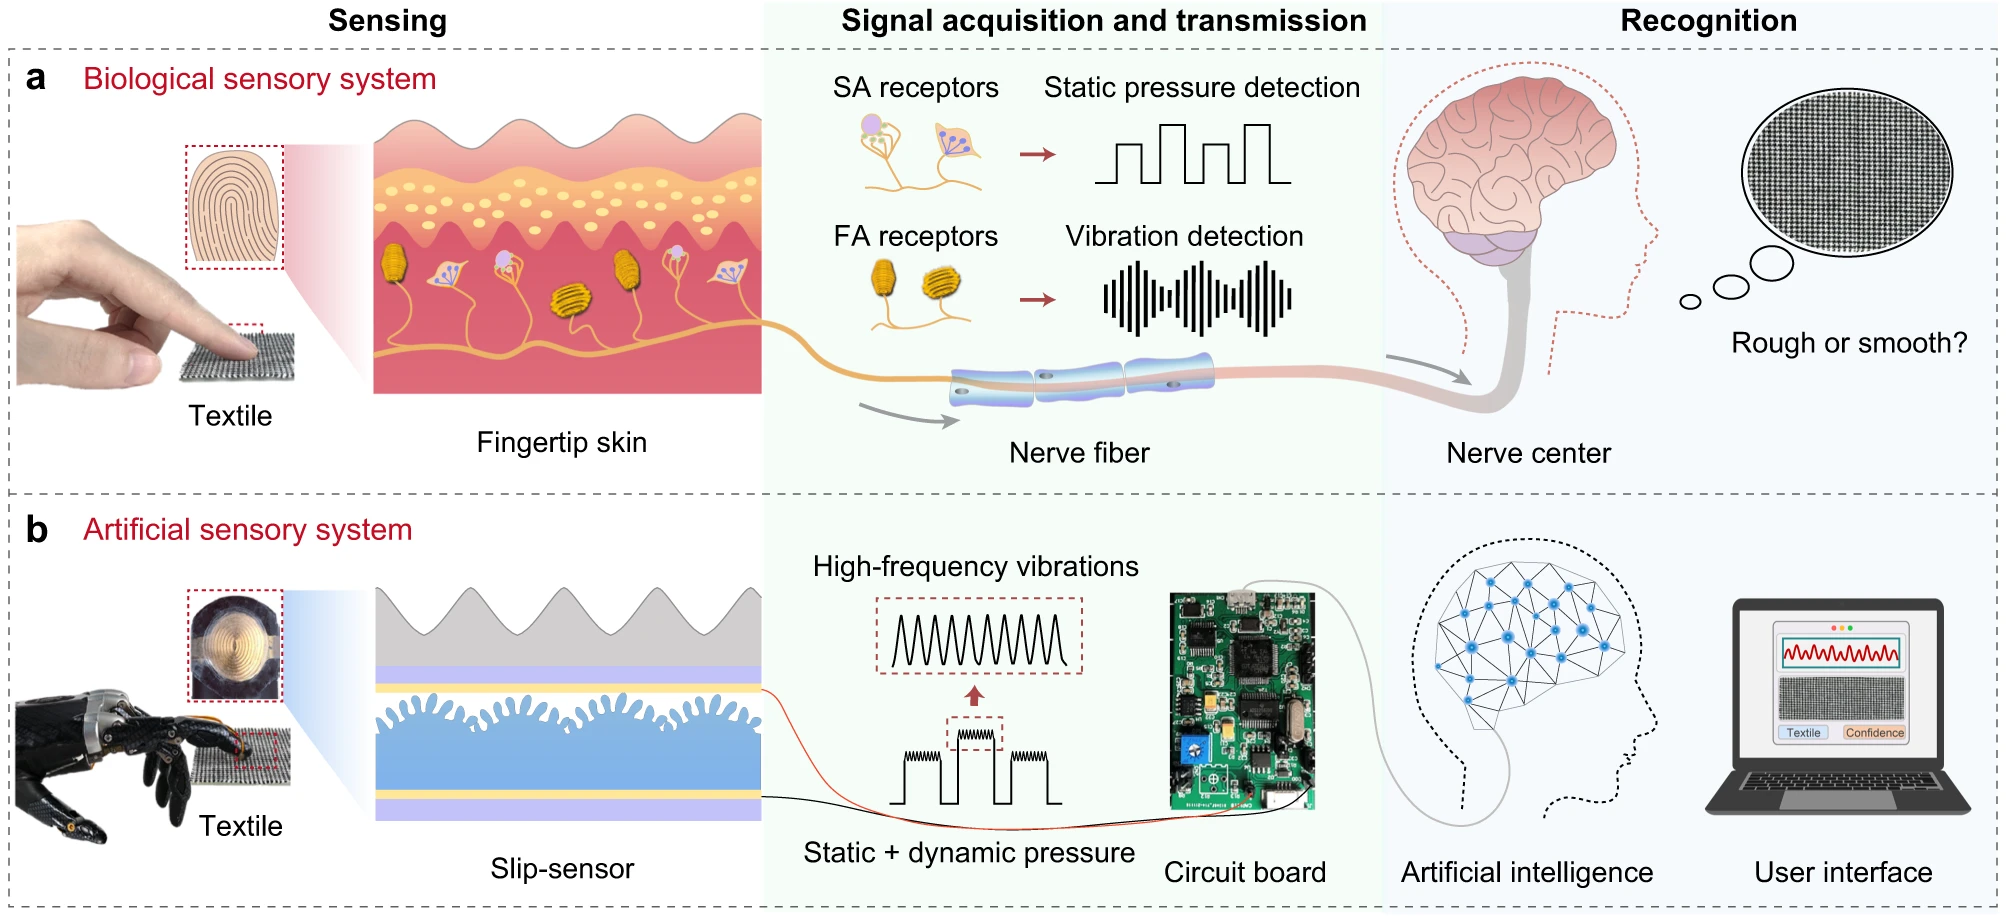 Sensing
Signal acquisition and transmission
Recognition
a Biological sensory system
SA receptors
Static pressure detection
FA receptors
Vibration detection
Rough or smooth?
Textile
Fingertip skin
Nerve fiber
Nerve center
b Artificial sensory system
High-frequency vibrations
Textile
Confidence
Textile
Static + dynamic pressure
Slip-sensor
Circuit board
Artificial intelligence
User interface